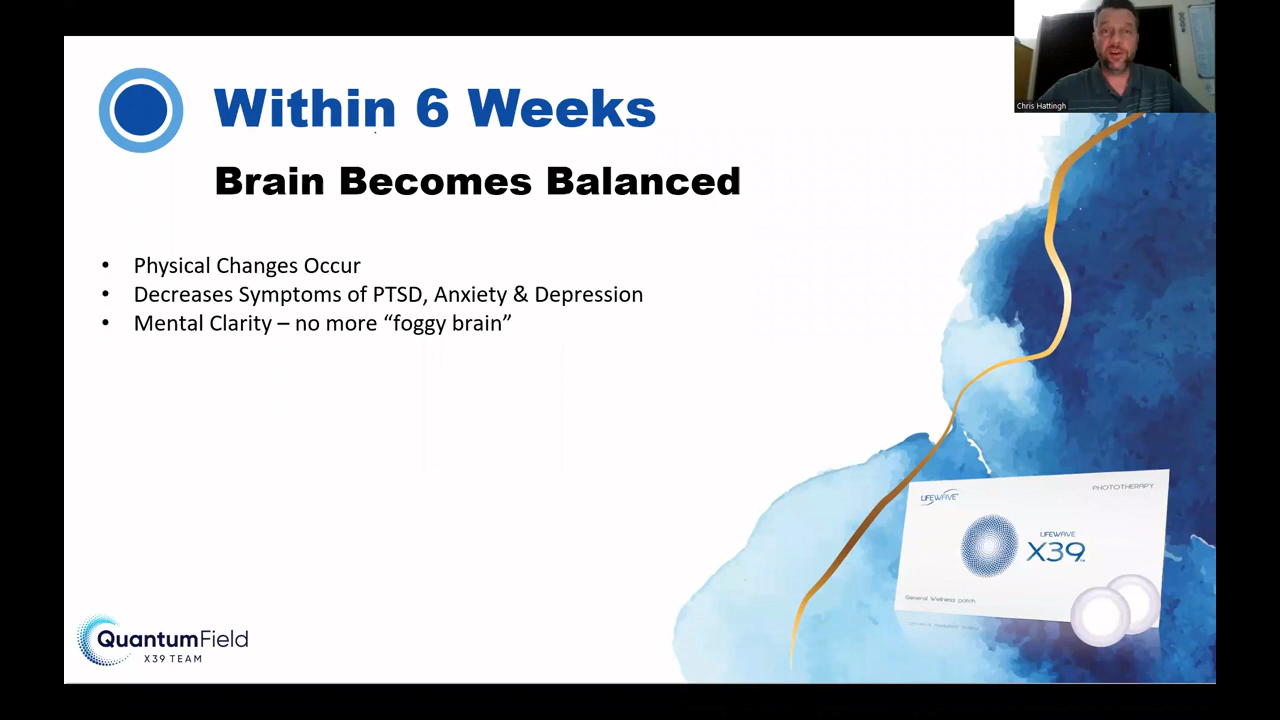 Within 6 Weeks
Brain Becomes Balanced
• Physical Changes Occur
• Decreases Symptoms of PTSD, Anxiety & Depression
• Mental Clarity – no more “foggy brain”
Chris Hattingh
LIFEWAVE
PHOTOTHERAPY
LIFEWAVE
X39
General Wellness patch
QuantumField
X39 TEAM